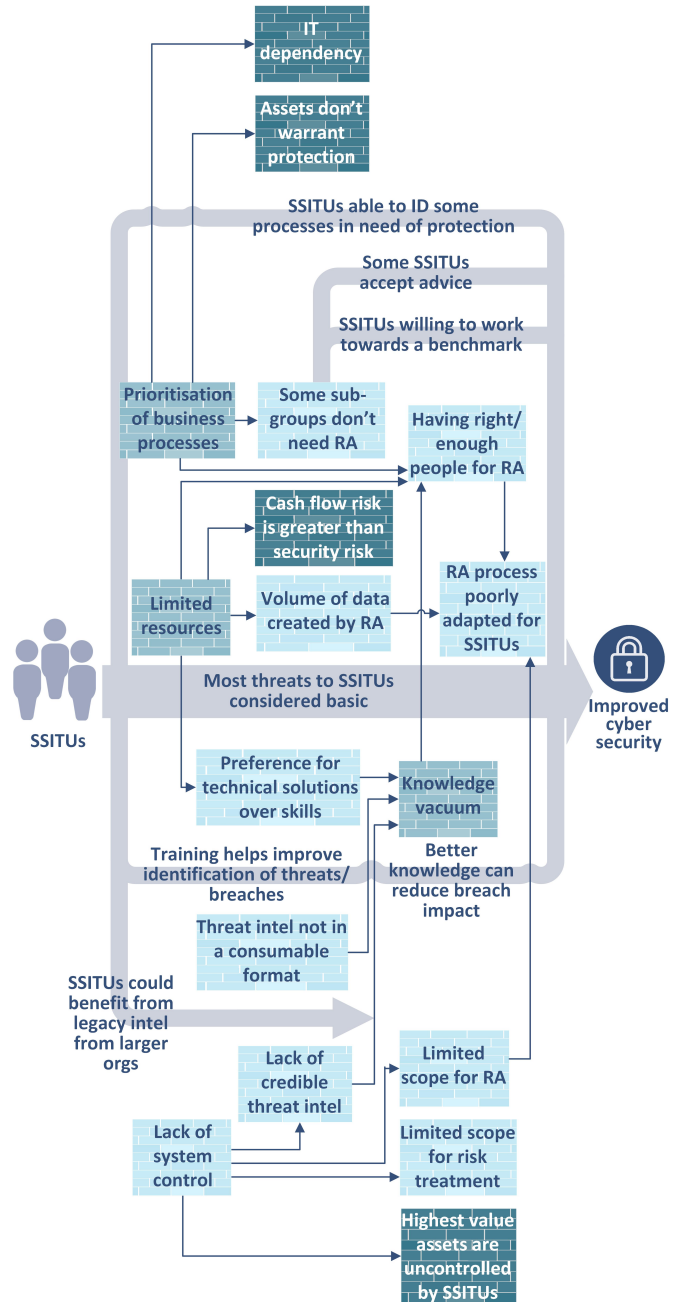 IT
dependency
Assets don’t
warrant
protection
SSITUs able to ID some
processes in need of protection
Some SSITUs
accept advice
SSITUs willing to work
towards a benchmark
Prioritisation
of business
processes
Some sub-
groups don’t
need RA
Having right/
enough
people for RA
Cash flow risk
is greater than
security risk
Limited
resources
Volume of data
created by RA
RA process
poorly
adapted for
SSITUs
SSITUs
Most threats to SSITUs
considered basic
Improved
cyber
security
Preference for
technical solutions
over skills
Knowledge
vacuum
Training helps improve
identification of threats/
breaches
Better
knowledge can
reduce breach
impact
Threat intel not in
a consumable
format
SSITUs could
benefit from
legacy intel
from larger
orgs
Lack of
credible
threat intel
Limited
scope for RA
Lack of
system
control
Limited scope
for risk
treatment
Highest value
assets are
uncontrolled
by SSITUs